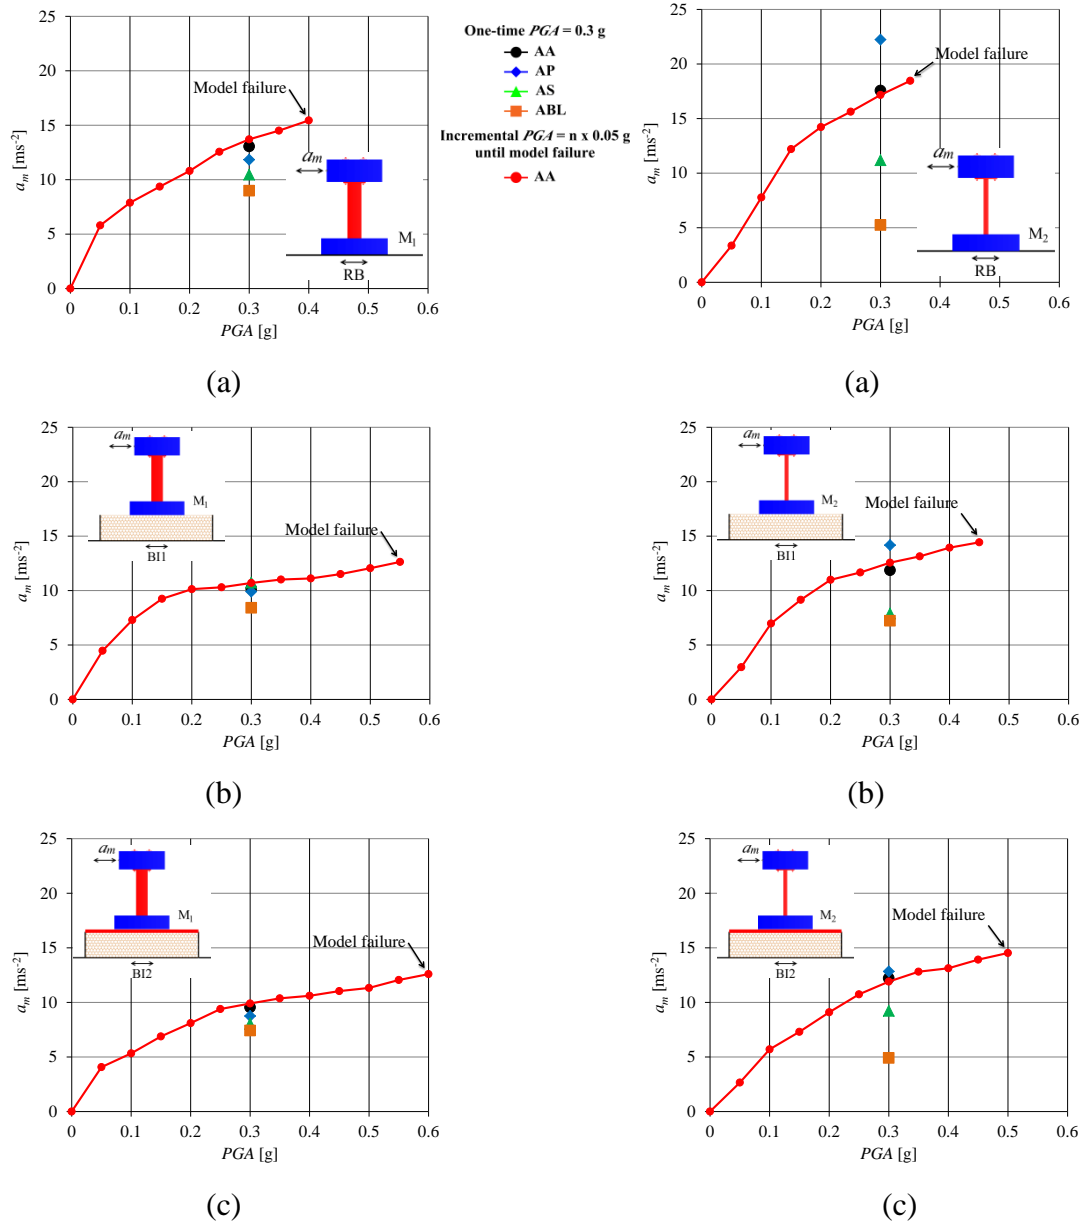 One-time PGA = 0.3 g
AA
AP
AS
ABL
Incremental PGA = n x 0.05 g
until model failure
AA
25
20
15
10
5
0
a_m [ms⁻²]
Model failure
a_m
M₁
RB
0 0.1 0.2 0.3 0.4 0.5 0.6
PGA [g]
(a)
25
20
15
10
5
0
a_m [ms⁻²]
Model failure
a_m
M₂
RB
0 0.1 0.2 0.3 0.4 0.5 0.6
PGA [g]
(a)
25
20
15
10
5
0
a_m [ms⁻²]
a_m
M₁
BI1
Model failure
0 0.1 0.2 0.3 0.4 0.5 0.6
PGA [g]
(b)
25
20
15
10
5
0
a_m [ms⁻²]
a_m
M₂
BI1
Model failure
0 0.1 0.2 0.3 0.4 0.5 0.6
PGA [g]
(b)
25
20
15
10
5
0
a_m [ms⁻²]
a_m
M₁
BI2
Model failure
0 0.1 0.2 0.3 0.4 0.5 0.6
PGA [g]
(c)
25
20
15
10
5
0
a_m [ms⁻²]
a_m
M₂
BI2
Model failure
0 0.1 0.2 0.3 0.4 0.5 0.6
PGA [g]
(c)